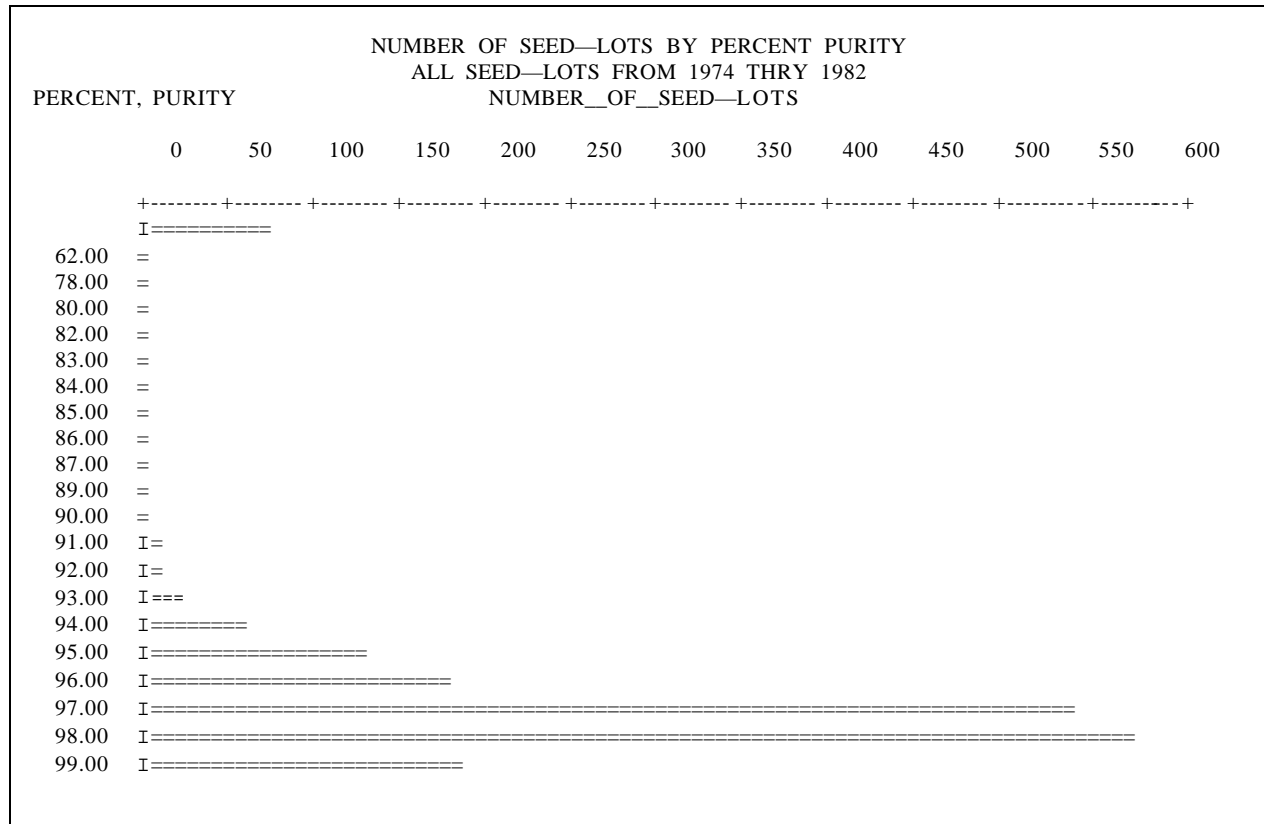 NUMBER OF SEED—LOTS BY PERCENT PURITY
ALL SEED—LOTS FROM 1974 THRY 1982
PERCENT, PURITY NUMBER__OF__SEED—LOTS
0 50 100 150 200 250 300 350 400 450 500 550 600
+-------- +-------- +-------- +-------- +-------- +-------- +-------- +-------- +-------- +-------- +---------+----------+
I==========
62.00 =
78.00 =
80.00 =
82.00 =
83.00 =
84.00 =
85.00 =
86.00 =
87.00 =
89.00 =
90.00 =
91.00 I=
92.00 I=
93.00 I===
94.00 I========
95.00 I==================
96.00 I=========================
97.00 I=============================================================================
98.00 I==================================================================================
99.00 I==========================